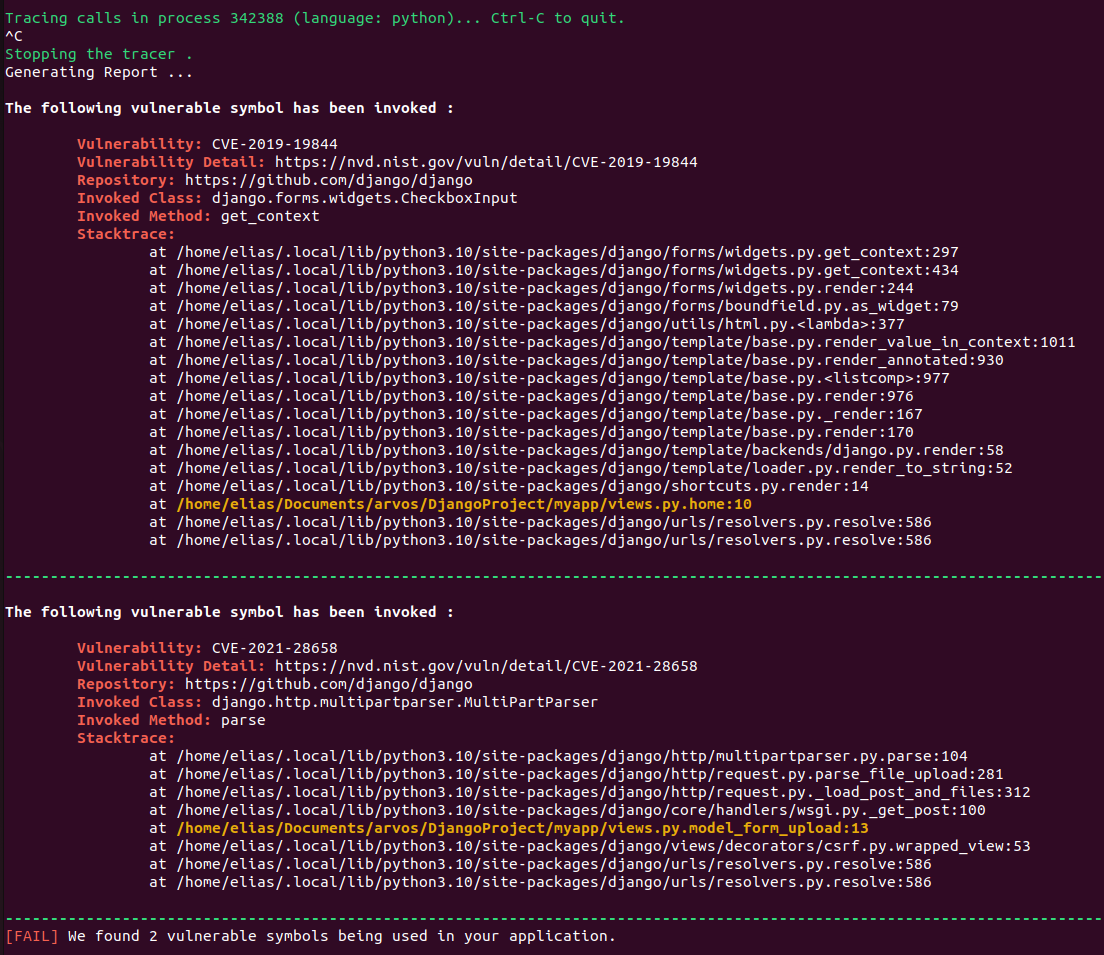 Tracing calls in process 342388 (language: python)... Ctrl-C to quit.
^C
Stopping the tracer .
Generating Report ...
The following vulnerable symbol has been invoked :
Vulnerability: CVE-2019-19844
Vulnerability Detail: https://nvd.nist.gov/vuln/detail/CVE-2019-19844
Repository: https://github.com/django/django
Invoked Class: django.forms.widgets.CheckboxInput
Invoked Method: get_context
Stacktrace:
at /home/elias/.local/lib/python3.10/site-packages/django/forms/widgets.py.get_context:297
at /home/elias/.local/lib/python3.10/site-packages/django/forms/widgets.py.get_context:434
at /home/elias/.local/lib/python3.10/site-packages/django/forms/widgets.py.render:244
at /home/elias/.local/lib/python3.10/site-packages/django/forms/boundfield.py.as_widget:79
at /home/elias/.local/lib/python3.10/site-packages/django/utils/html.py.<lambda>:377
at /home/elias/.local/lib/python3.10/site-packages/django/template/base.py.render_value_in_context:1011
at /home/elias/.local/lib/python3.10/site-packages/django/template/base.py.render_annotated:930
at /home/elias/.local/lib/python3.10/site-packages/django/template/base.py.<listcomp>:977
at /home/elias/.local/lib/python3.10/site-packages/django/template/base.py.render:976
at /home/elias/.local/lib/python3.10/site-packages/django/template/base.py._render:167
at /home/elias/.local/lib/python3.10/site-packages/django/template/base.py.render:170
at /home/elias/.local/lib/python3.10/site-packages/django/template/backends/django.py.render:58
at /home/elias/.local/lib/python3.10/site-packages/django/template/loader.py.render_to_string:52
at /home/elias/.local/lib/python3.10/site-packages/django/shortcuts.py.render:14
at /home/elias/Documents/arvos/DjangoProject/myapp/views.py.home:10
at /home/elias/.local/lib/python3.10/site-packages/django/urls/resolvers.py.resolve:586
at /home/elias/.local/lib/python3.10/site-packages/django/urls/resolvers.py.resolve:586
--------------------------------------------------------------------------------------------------------------------------
The following vulnerable symbol has been invoked :
Vulnerability: CVE-2021-28658
Vulnerability Detail: https://nvd.nist.gov/vuln/detail/CVE-2021-28658
Repository: https://github.com/django/django
Invoked Class: django.http.multipartparser.MultiPartParser
Invoked Method: parse
Stacktrace:
at /home/elias/.local/lib/python3.10/site-packages/django/http/multipartparser.py.parse:104
at /home/elias/.local/lib/python3.10/site-packages/django/http/request.py.parse_file_upload:281
at /home/elias/.local/lib/python3.10/site-packages/django/http/request.py._load_post_and_files:312
at /home/elias/.local/lib/python3.10/site-packages/django/core/handlers/wsgi.py._get_post:100
at /home/elias/Documents/arvos/DjangoProject/myapp/views.py.model_form_upload:13
at /home/elias/.local/lib/python3.10/site-packages/django/views/decorators/csrf.py.wrapped_view:53
at /home/elias/.local/lib/python3.10/site-packages/django/urls/resolvers.py.resolve:586
at /home/elias/.local/lib/python3.10/site-packages/django/urls/resolvers.py.resolve:586
--------------------------------------------------------------------------------------------------------------------------
[FAIL] We found 2 vulnerable symbols being used in your application.